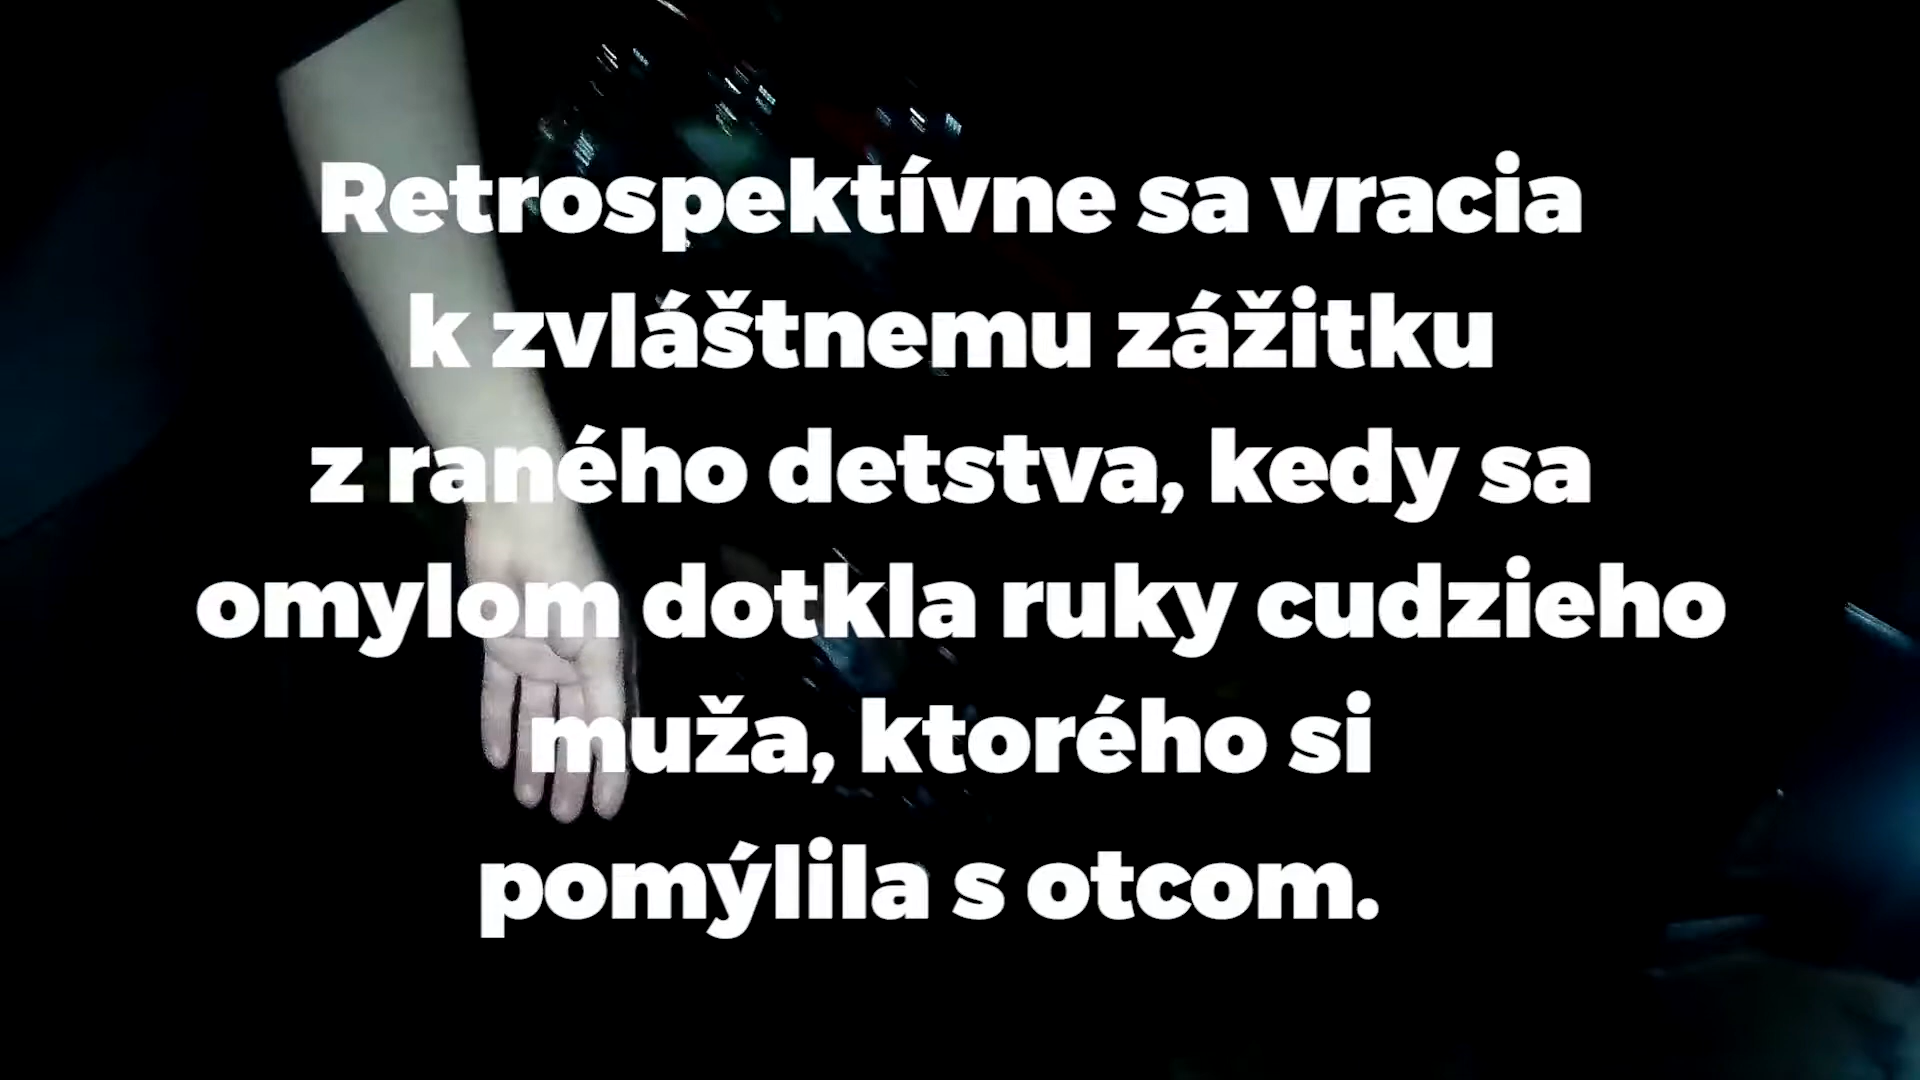 Retrospektívne sa vracia
k zvláštnemu zážitku
z raného detstva, kedy sa
omylom dotkla ruky cudzieho
muža, ktorého si
pomýlila s otcom.